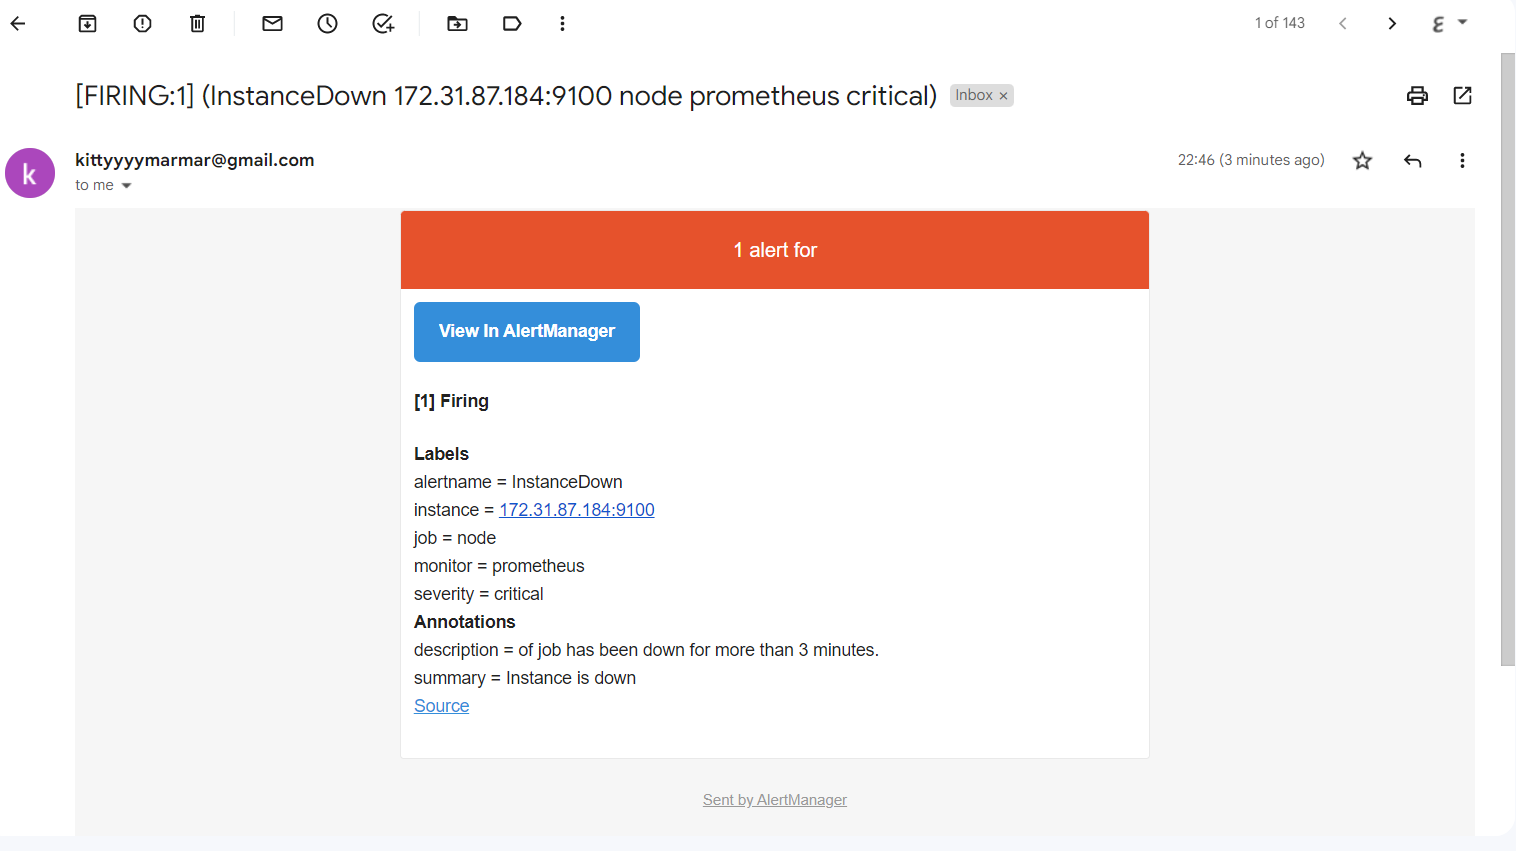 1 of 143
[FIRING:1] (InstanceDown 172.31.87.184:9100 node prometheus critical) Inbox ×
k
kittyyyymarmar@gmail.com 22:46 (3 minutes ago)
to me
1 alert for
View In AlertManager
[1] Firing
Labels
alertname = InstanceDown
instance = 172.31.87.184:9100
job = node
monitor = prometheus
severity = critical
Annotations
description = of job has been down for more than 3 minutes.
summary = Instance is down
Source
Sent by AlertManager